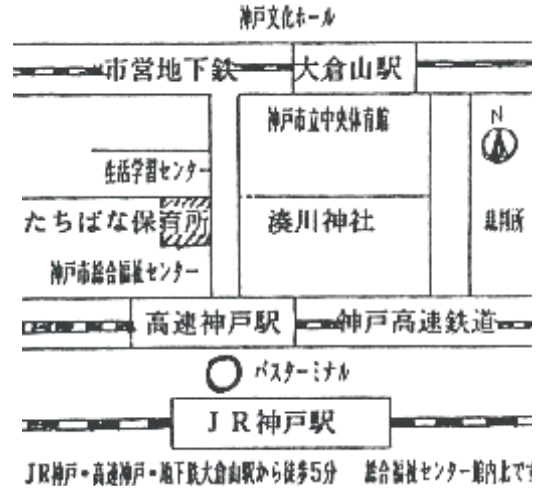 神戸文化ホール
市営地下鉄 大倉山駅
神戸市立中央体育館
N
生活学習センター
たちばな保育所 湊川神社 裁判所
神戸市総合福祉センター
高速神戸駅 神戸高速鉄道
バスターミナル
JR神戸駅
JR神戸・高速神戸・地下鉄大倉山駅から徒歩5分 総合福祉センター館内北です